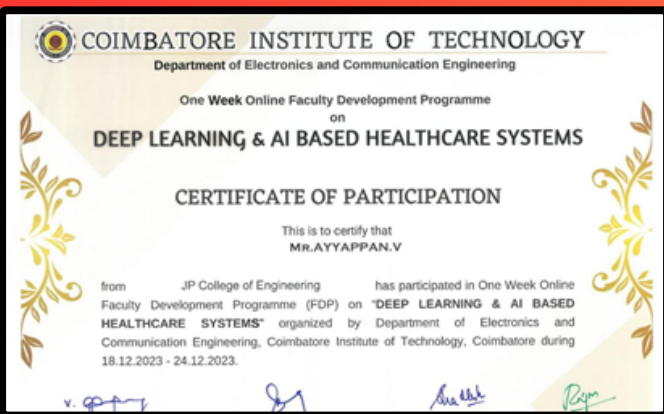 COIMBATORE INSTITUTE OF TECHNOLOGY
Department of Electronics and Communication Engineering
One Week Online Faculty Development Programme
on
DEEP LEARNING & AI BASED HEALTHCARE SYSTEMS
CERTIFICATE OF PARTICIPATION
This is to certify that
MR.AYYAPPAN.V
from JP College of Engineering has participated in One Week Online
Faculty Development Programme (FDP) on "DEEP LEARNING & AI BASED
HEALTHCARE SYSTEMS" organized by Department of Electronics and
Communication Engineering, Coimbatore Institute of Technology, Coimbatore during
18.12.2023 - 24.12.2023.